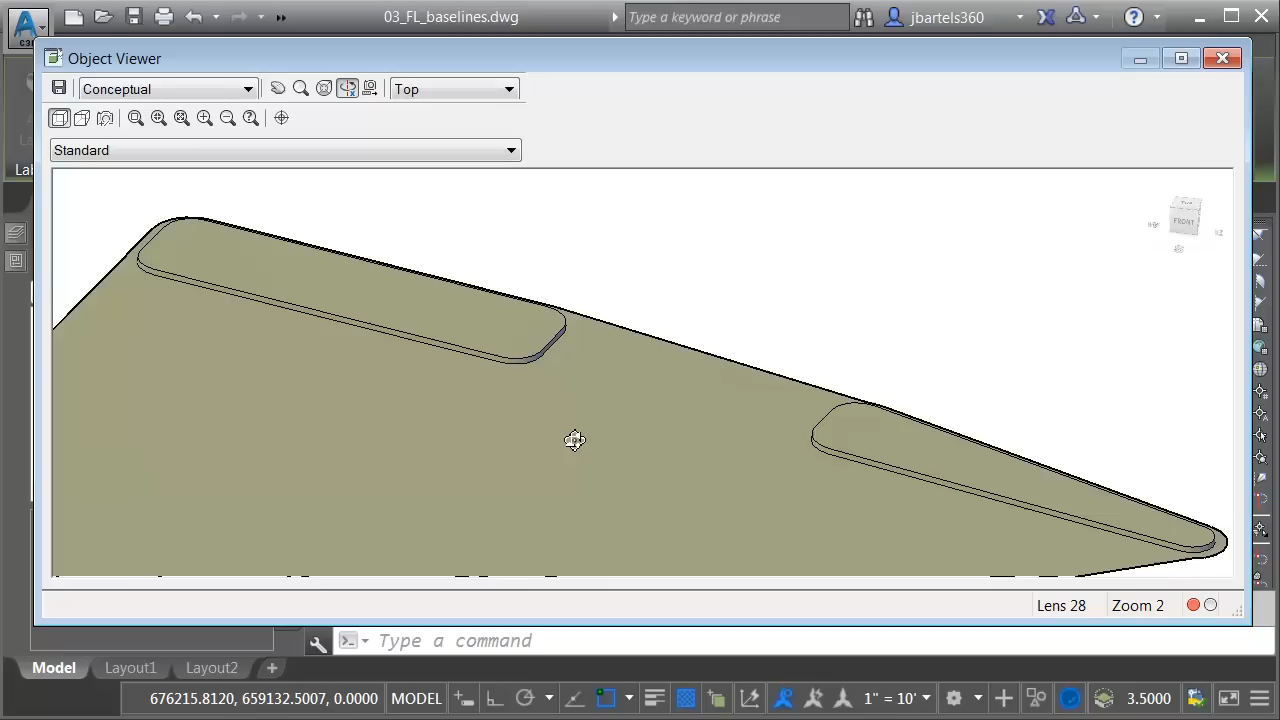 03_FL_baselines.dwg
Type a keyword or phrase
jbartels360
Object Viewer
Conceptual
Top
Standard
FRONT
Lens 28
Zoom 2
Type a command
Model
Layout1
Layout2
676215.8120, 659132.5007, 0.0000
MODEL
1" = 10'
3.5000